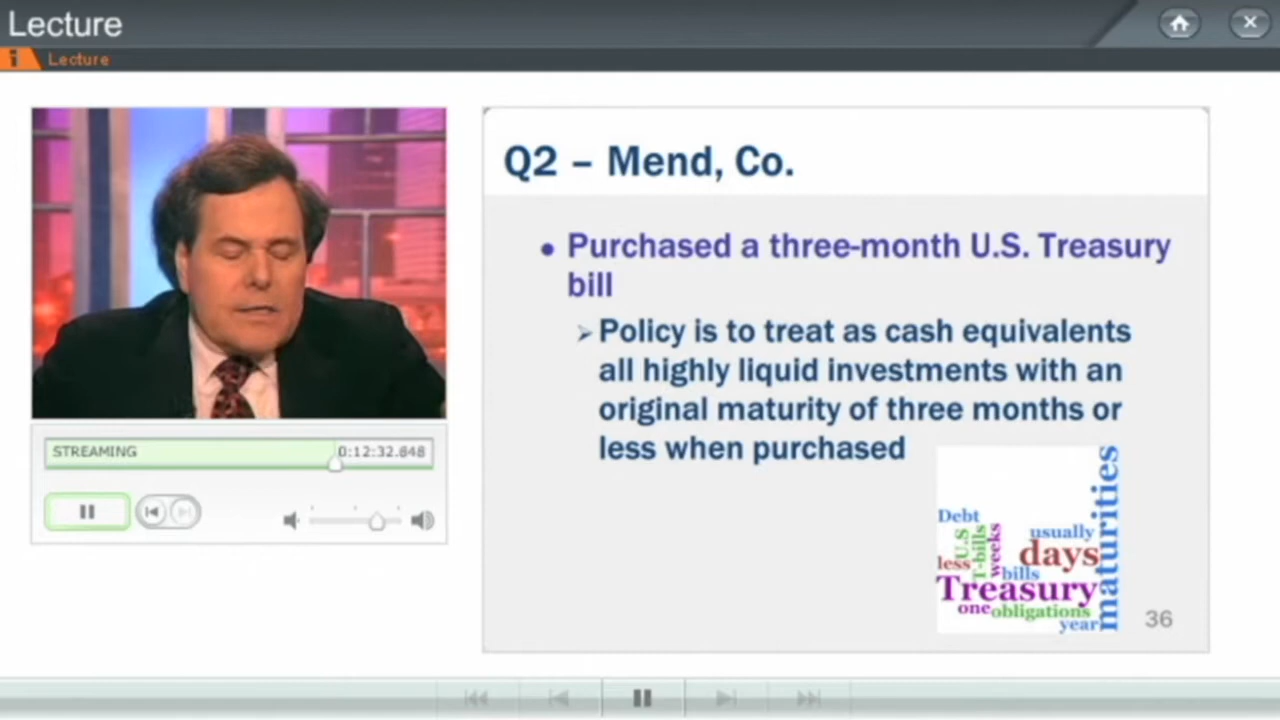 Lecture
i Lecture
Q2 – Mend, Co.
• Purchased a three-month U.S. Treasury
bill
➢ Policy is to treat as cash equivalents
all highly liquid investments with an
original maturity of three months or
less when purchased
STREAMING 0:12:32.848
Debt
U.S
T-bills
weeks
usually
less
days
bills
maturities
Treasury
one
obligations
year
36